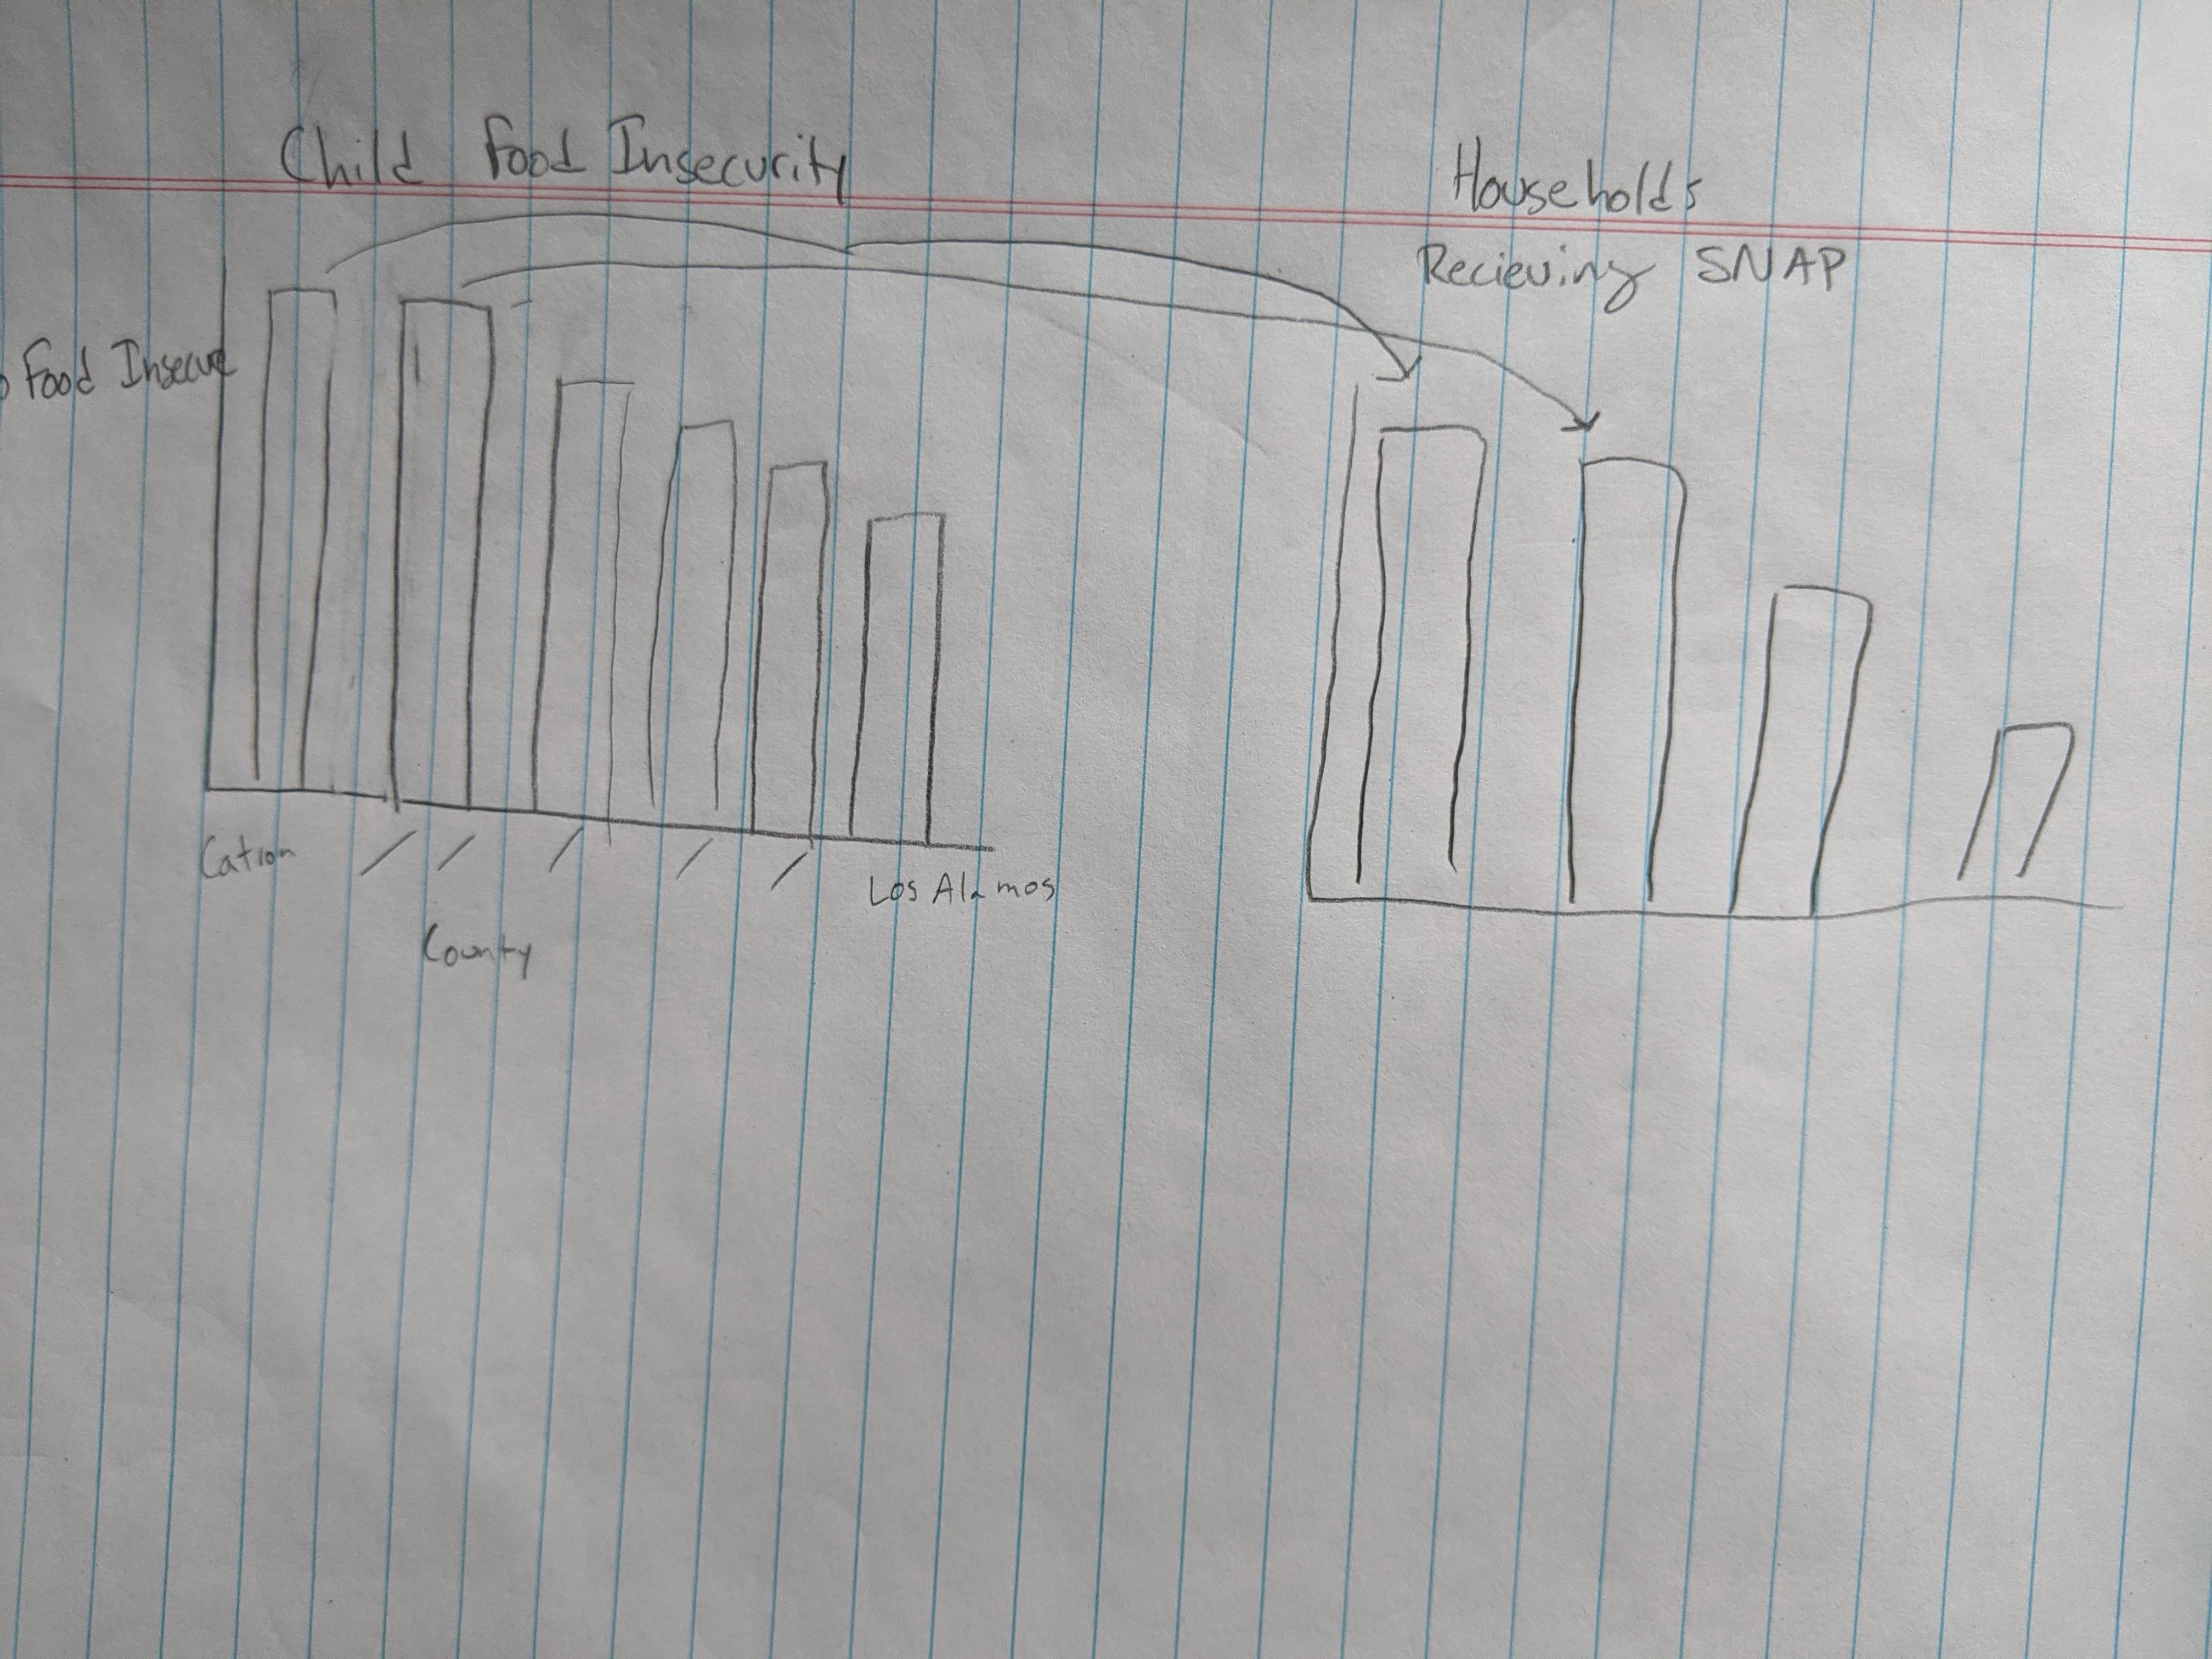 Child Food Insecurity
Households
Recieving SNAP
Food Insecure
Catron
Los Alamos
County